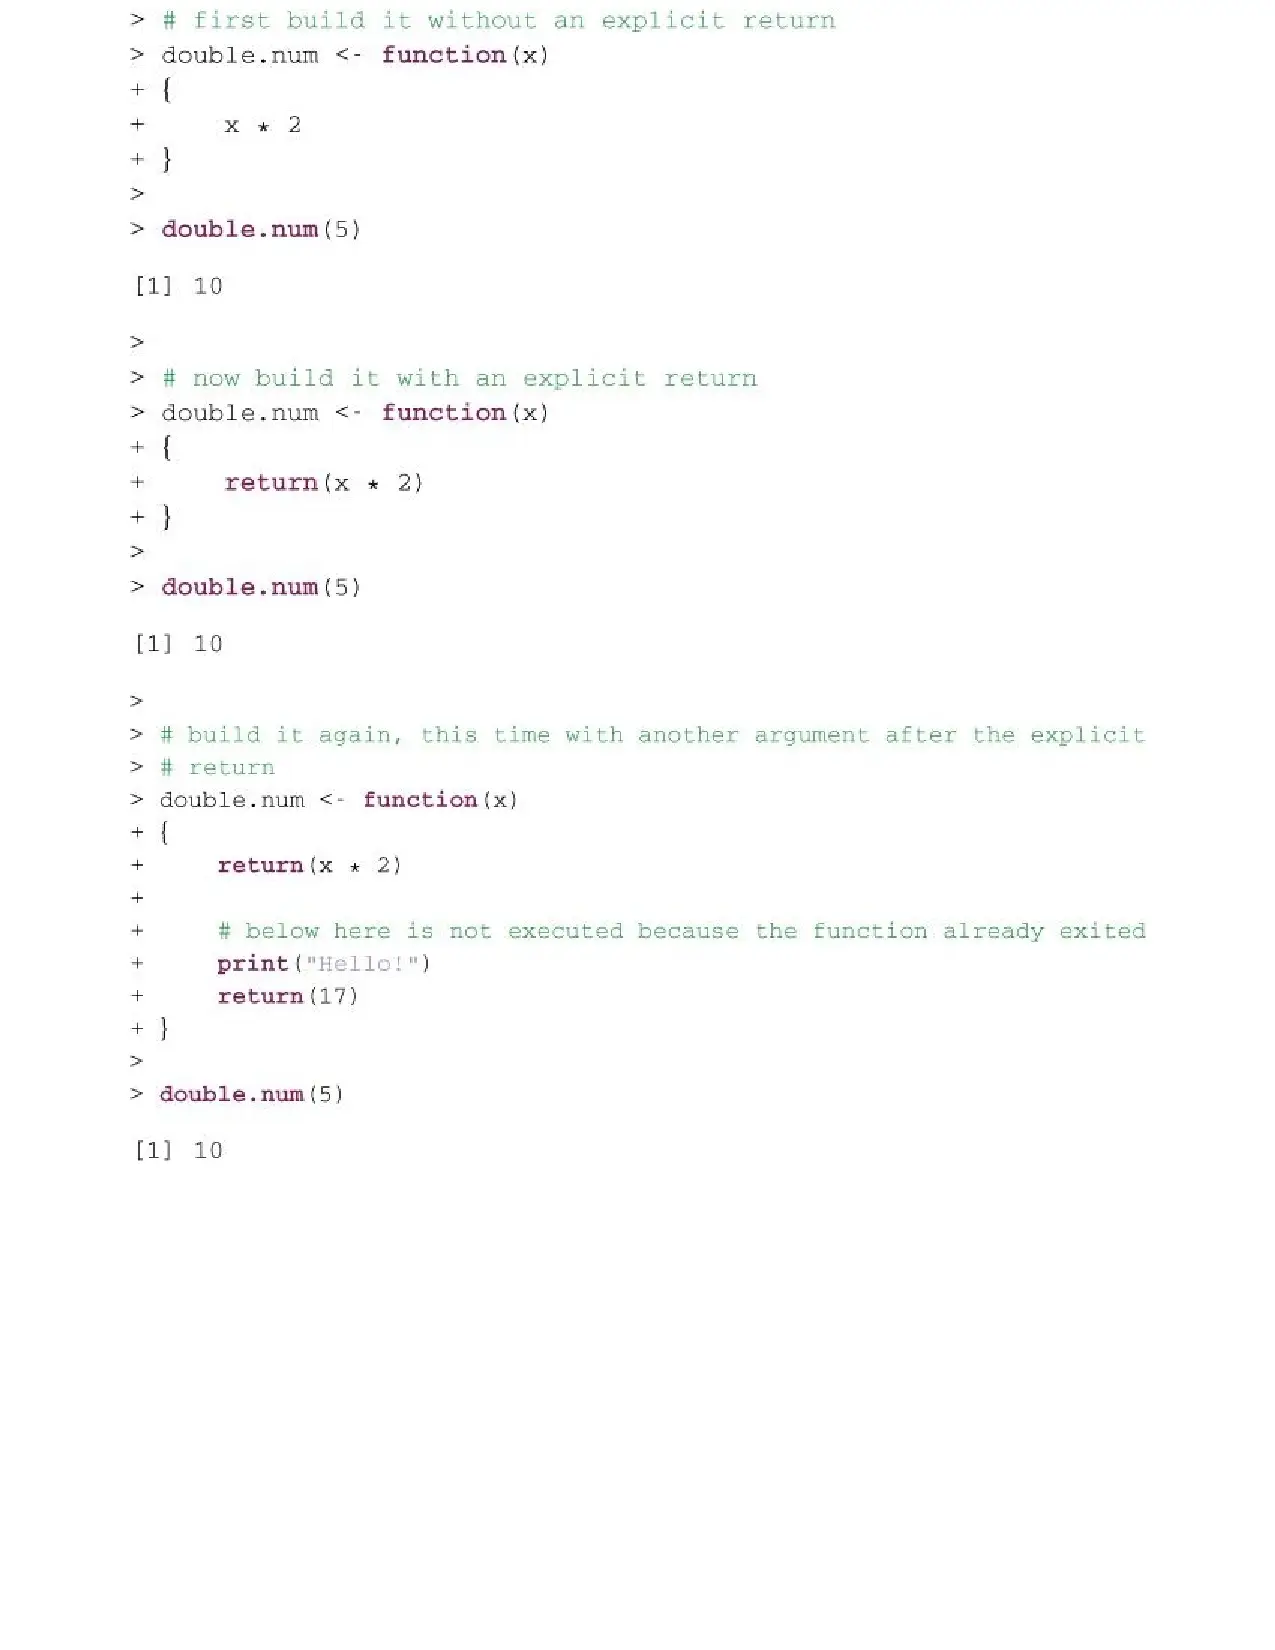 > # first build it without an explicit return
> double.num <- function(x)
+ {
+     x * 2
+ }
>
> double.num(5)
[1] 10
>
> # now build it with an explicit return
> double.num <- function(x)
+ {
+     return(x * 2)
+ }
>
> double.num(5)
[1] 10
>
> # build it again, this time with another argument after the explicit
> # return
> double.num <- function(x)
+ {
+     return(x * 2)
+
+     # below here is not executed because the function already exited
+     print("Hello!")
+     return(17)
+ }
>
> double.num(5)
[1] 10